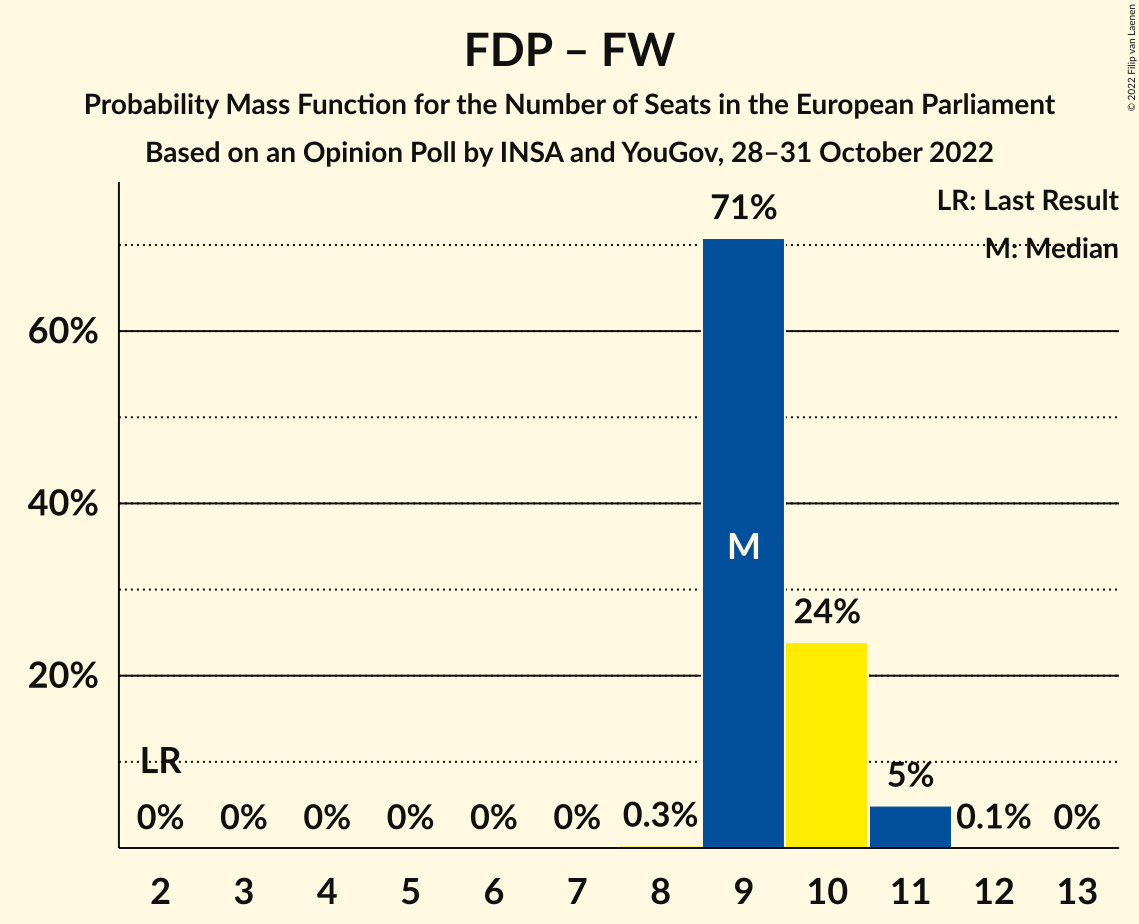 FDP – FW
Probability Mass Function for the Number of Seats in the European Parliament
Based on an Opinion Poll by INSA and YouGov, 28–31 October 2022
© 2022 Filip van Laenen
LR: Last Result
M: Median
71%
60%
40%
M
24%
20%
LR
5%
0% 0% 0% 0% 0% 0% 0.3% 0.1% 0%
2 3 4 5 6 7 8 9 10 11 12 13